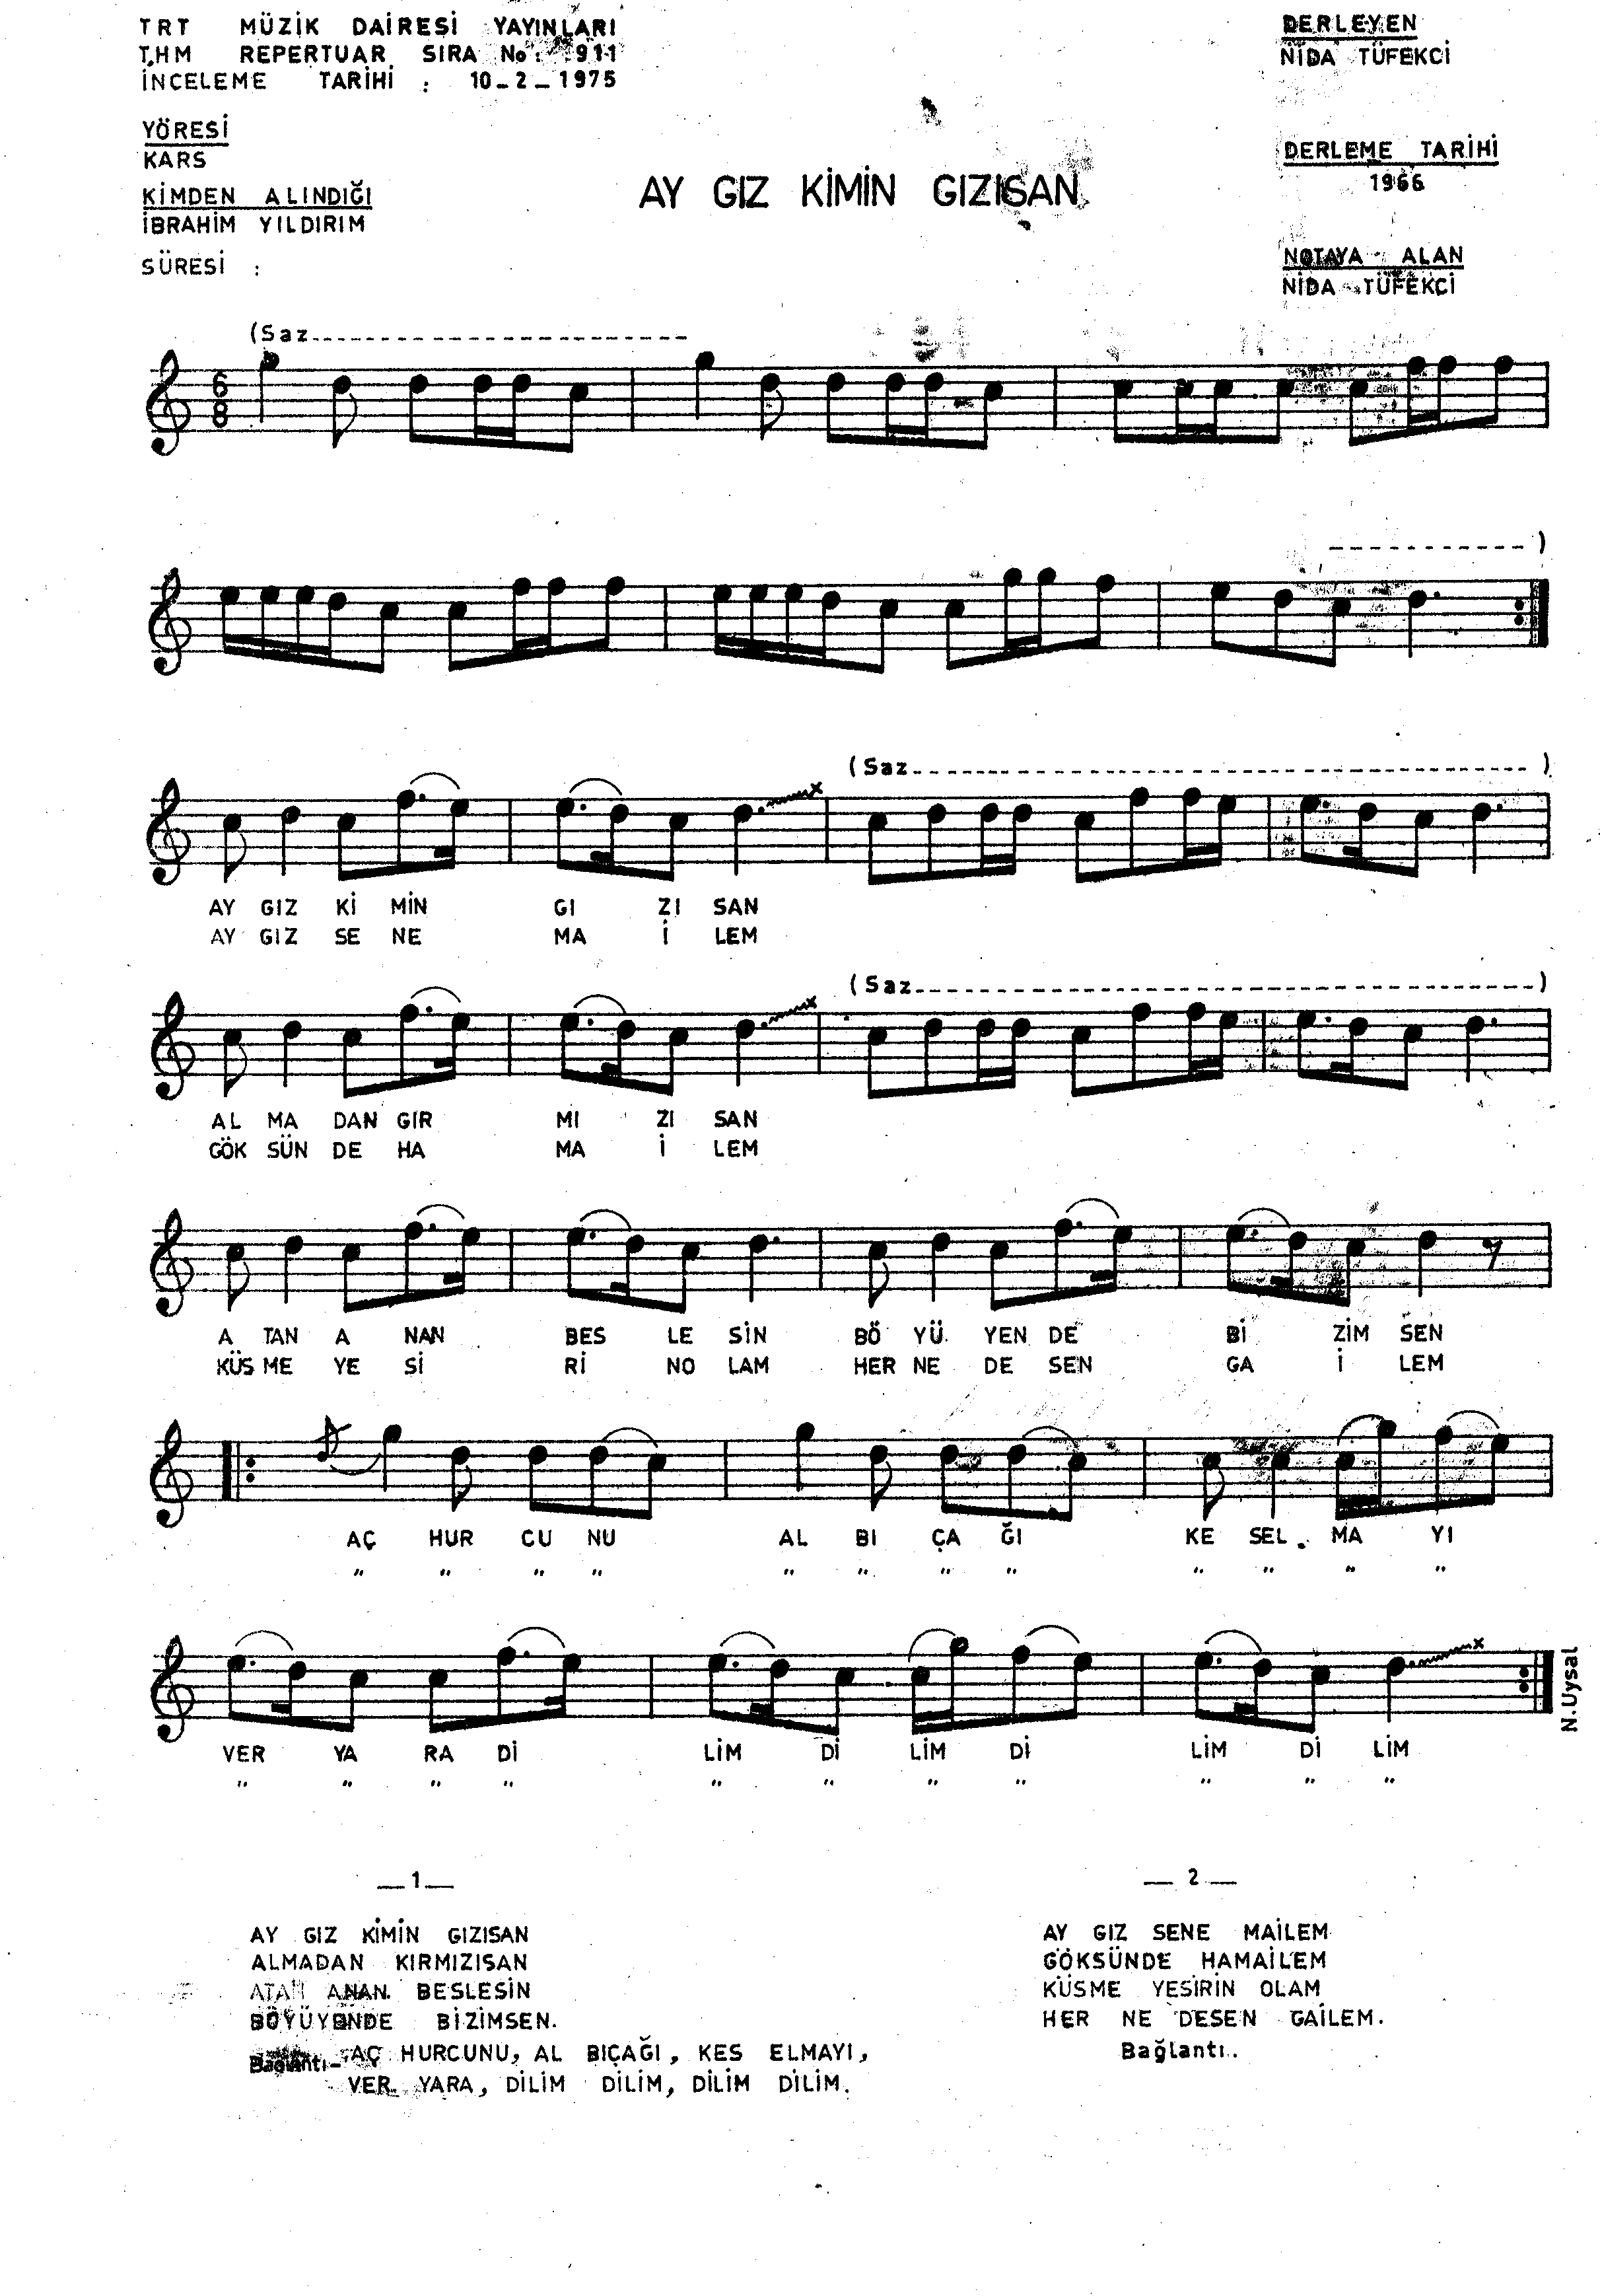 TRT MÜZİK DAİRESİ YAYINLARI
THM REPERTUAR SIRA No : 911
İNCELEME TARİHİ : 10_2_1975
DERLEYEN
NİDA TÜFEKCİ
YÖRESİ
KARS
DERLEME TARİHİ
1966
AY GIZ KİMİN GIZISAN
KİMDEN ALINDIĞI
İBRAHİM YILDIRIM
SÜRESİ :
NOTAYA ALAN
NİDA TÜFEKCİ
(Saz
6
8
)
(Saz )
AY GIZ Kİ MİN GI ZI SAN
AY GIZ SE NE MA İ LEM
(Saz )
AL MA DAN GIR MI ZI SAN
GÖK SÜN DE HA MA İ LEM
A TAN A NAN BES LE SİN BÖ YÜ YEN DE Bİ ZİM SEN
KÜS ME YE Sİ Rİ NO LAM HER NE DE SEN GA İ LEM
AÇ HUR CU NU AL BI ÇA ĞI KE SEL MA YI
" " " " " " " " " " " "
VER YA RA Dİ LİM Dİ LİM Dİ LİM Dİ LİM
" " " " " " " " " " "
N.Uysal
_1_
AY GIZ KİMİN GIZISAN
ALMADAN KIRMIZISAN
ATAN ANAN BESLESİN
BÖYÜYENDE BİZİMSEN.
Bağlantı- AÇ HURCUNU, AL BIÇAĞI, KES ELMAYI,
VER YARA, DİLİM DİLİM, DİLİM DİLİM.
_ 2 _
AY GIZ SENE MAİLEM
GÖKSÜNDE HAMAİLEM
KÜSME YESİRİN OLAM
HER NE DESEN GAİLEM.
Bağlantı..